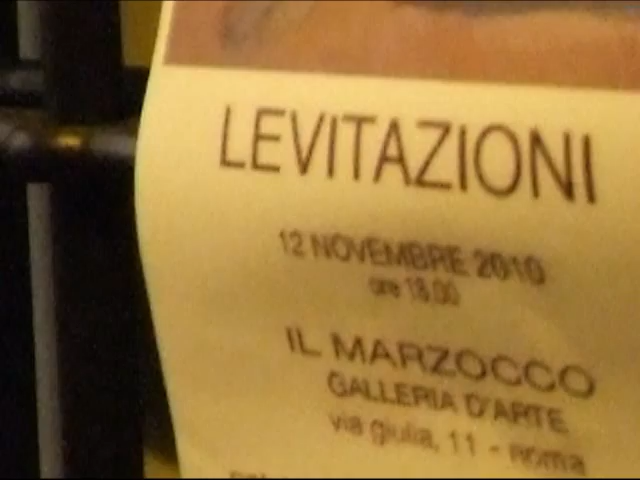 LEVITAZIONI
12 NOVEMBRE 2010
ore 18,00
IL MARZOCCO
GALLERIA D'ARTE
via giulia, 11 - roma